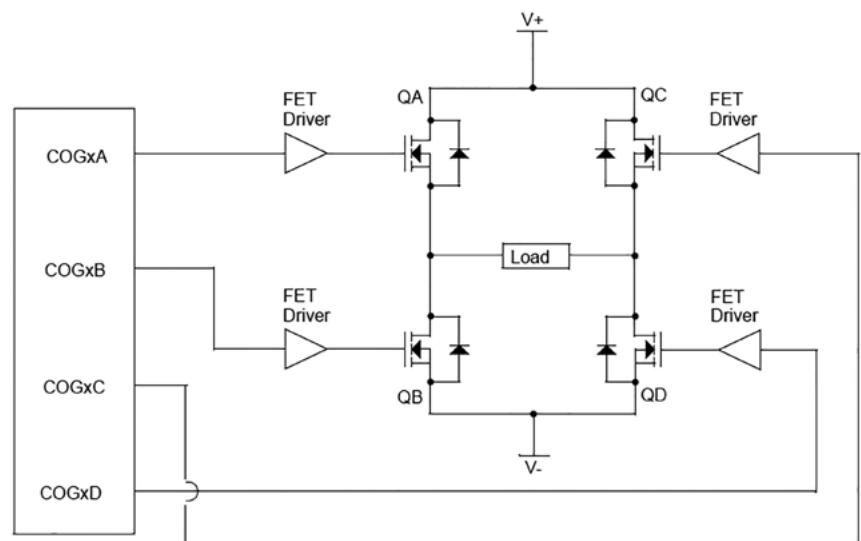 V+
QA
QC
FET
Driver
FET
Driver
COGxA
COGxB
Load
FET
Driver
FET
Driver
COGxC
QB
QD
V-
COGxD